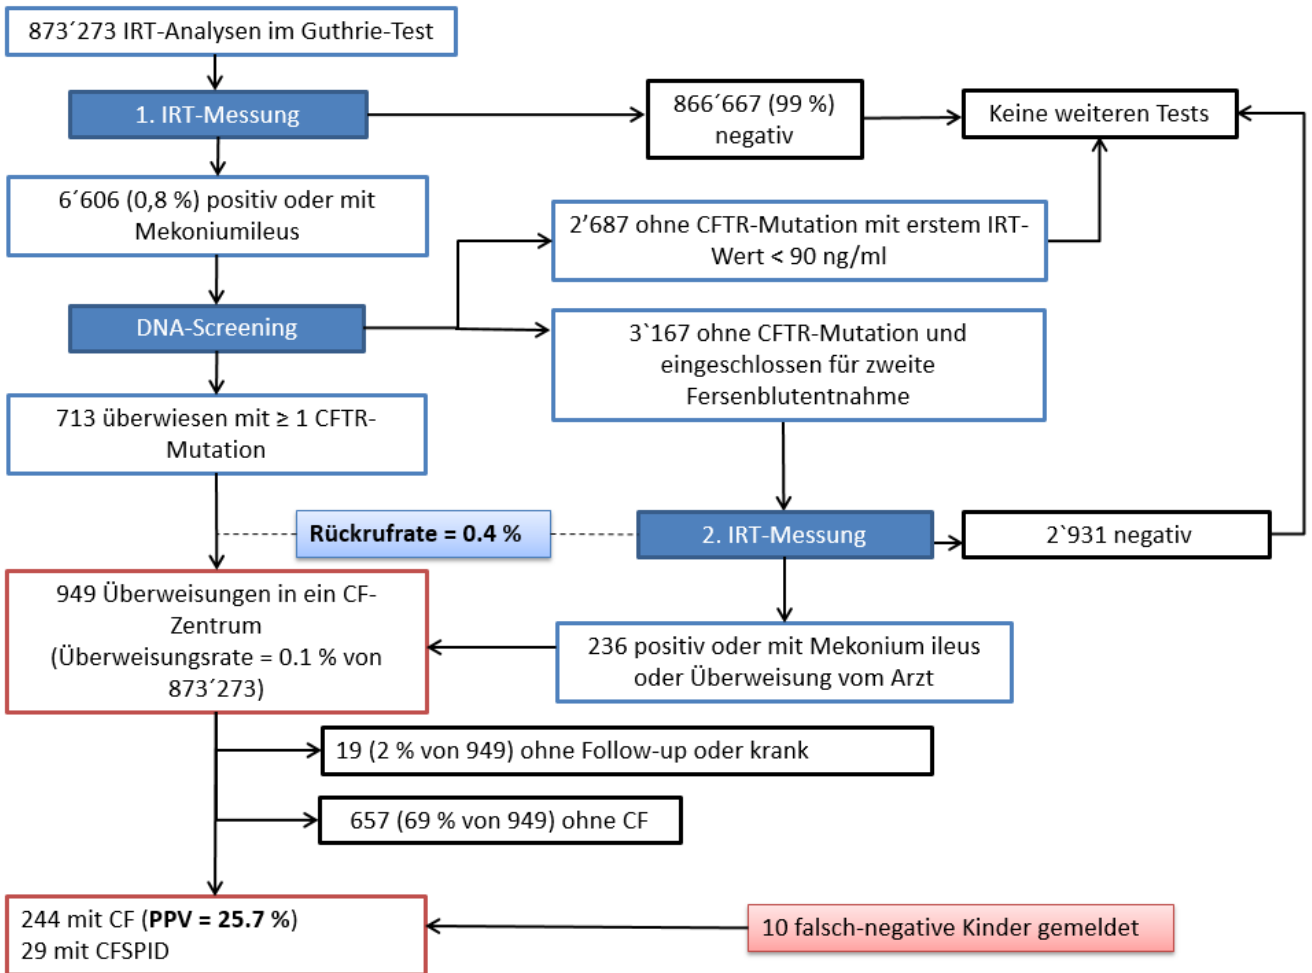 873´273 IRT-Analysen im Guthrie-Test
1. IRT-Messung
866´667 (99 %)
negativ
Keine weiteren Tests
6´606 (0,8 %) positiv oder mit
Mekoniumileus
2’687 ohne CFTR-Mutation mit erstem IRT-
Wert < 90 ng/ml
DNA-Screening
3`167 ohne CFTR-Mutation und
eingeschlossen für zweite
Fersenblutentnahme
713 überwiesen mit ≥ 1 CFTR-
Mutation
Rückrufrate = 0.4 %
2. IRT-Messung
2`931 negativ
949 Überweisungen in ein CF-
Zentrum
(Überweisungsrate = 0.1 % von
873´273)
236 positiv oder mit Mekonium ileus
oder Überweisung vom Arzt
19 (2 % von 949) ohne Follow-up oder krank
657 (69 % von 949) ohne CF
244 mit CF (PPV = 25.7 %)
29 mit CFSPID
10 falsch-negative Kinder gemeldet